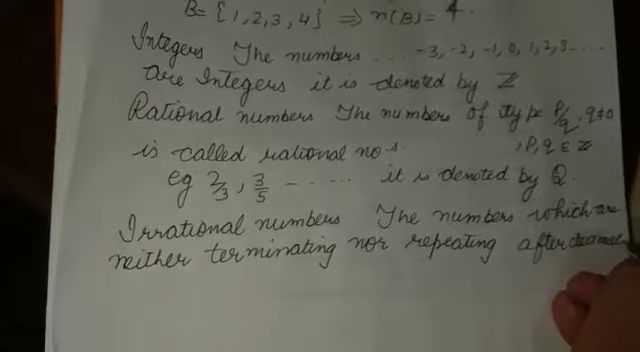 B= {1,2,3,4} ⇒ n(B)= 4.
Integers The numbers ... -3, -2, -1, 0, 1, 2, 3.....
are Integers it is denoted by Z
Rational numbers The numbers of type P/q, q≠0
is called rational no.s , P,q ∈ Z
eg 2/3, 3/5 - ..... it is denoted by Q.
Irrational numbers The numbers which are
neither terminating nor repeating after decimal